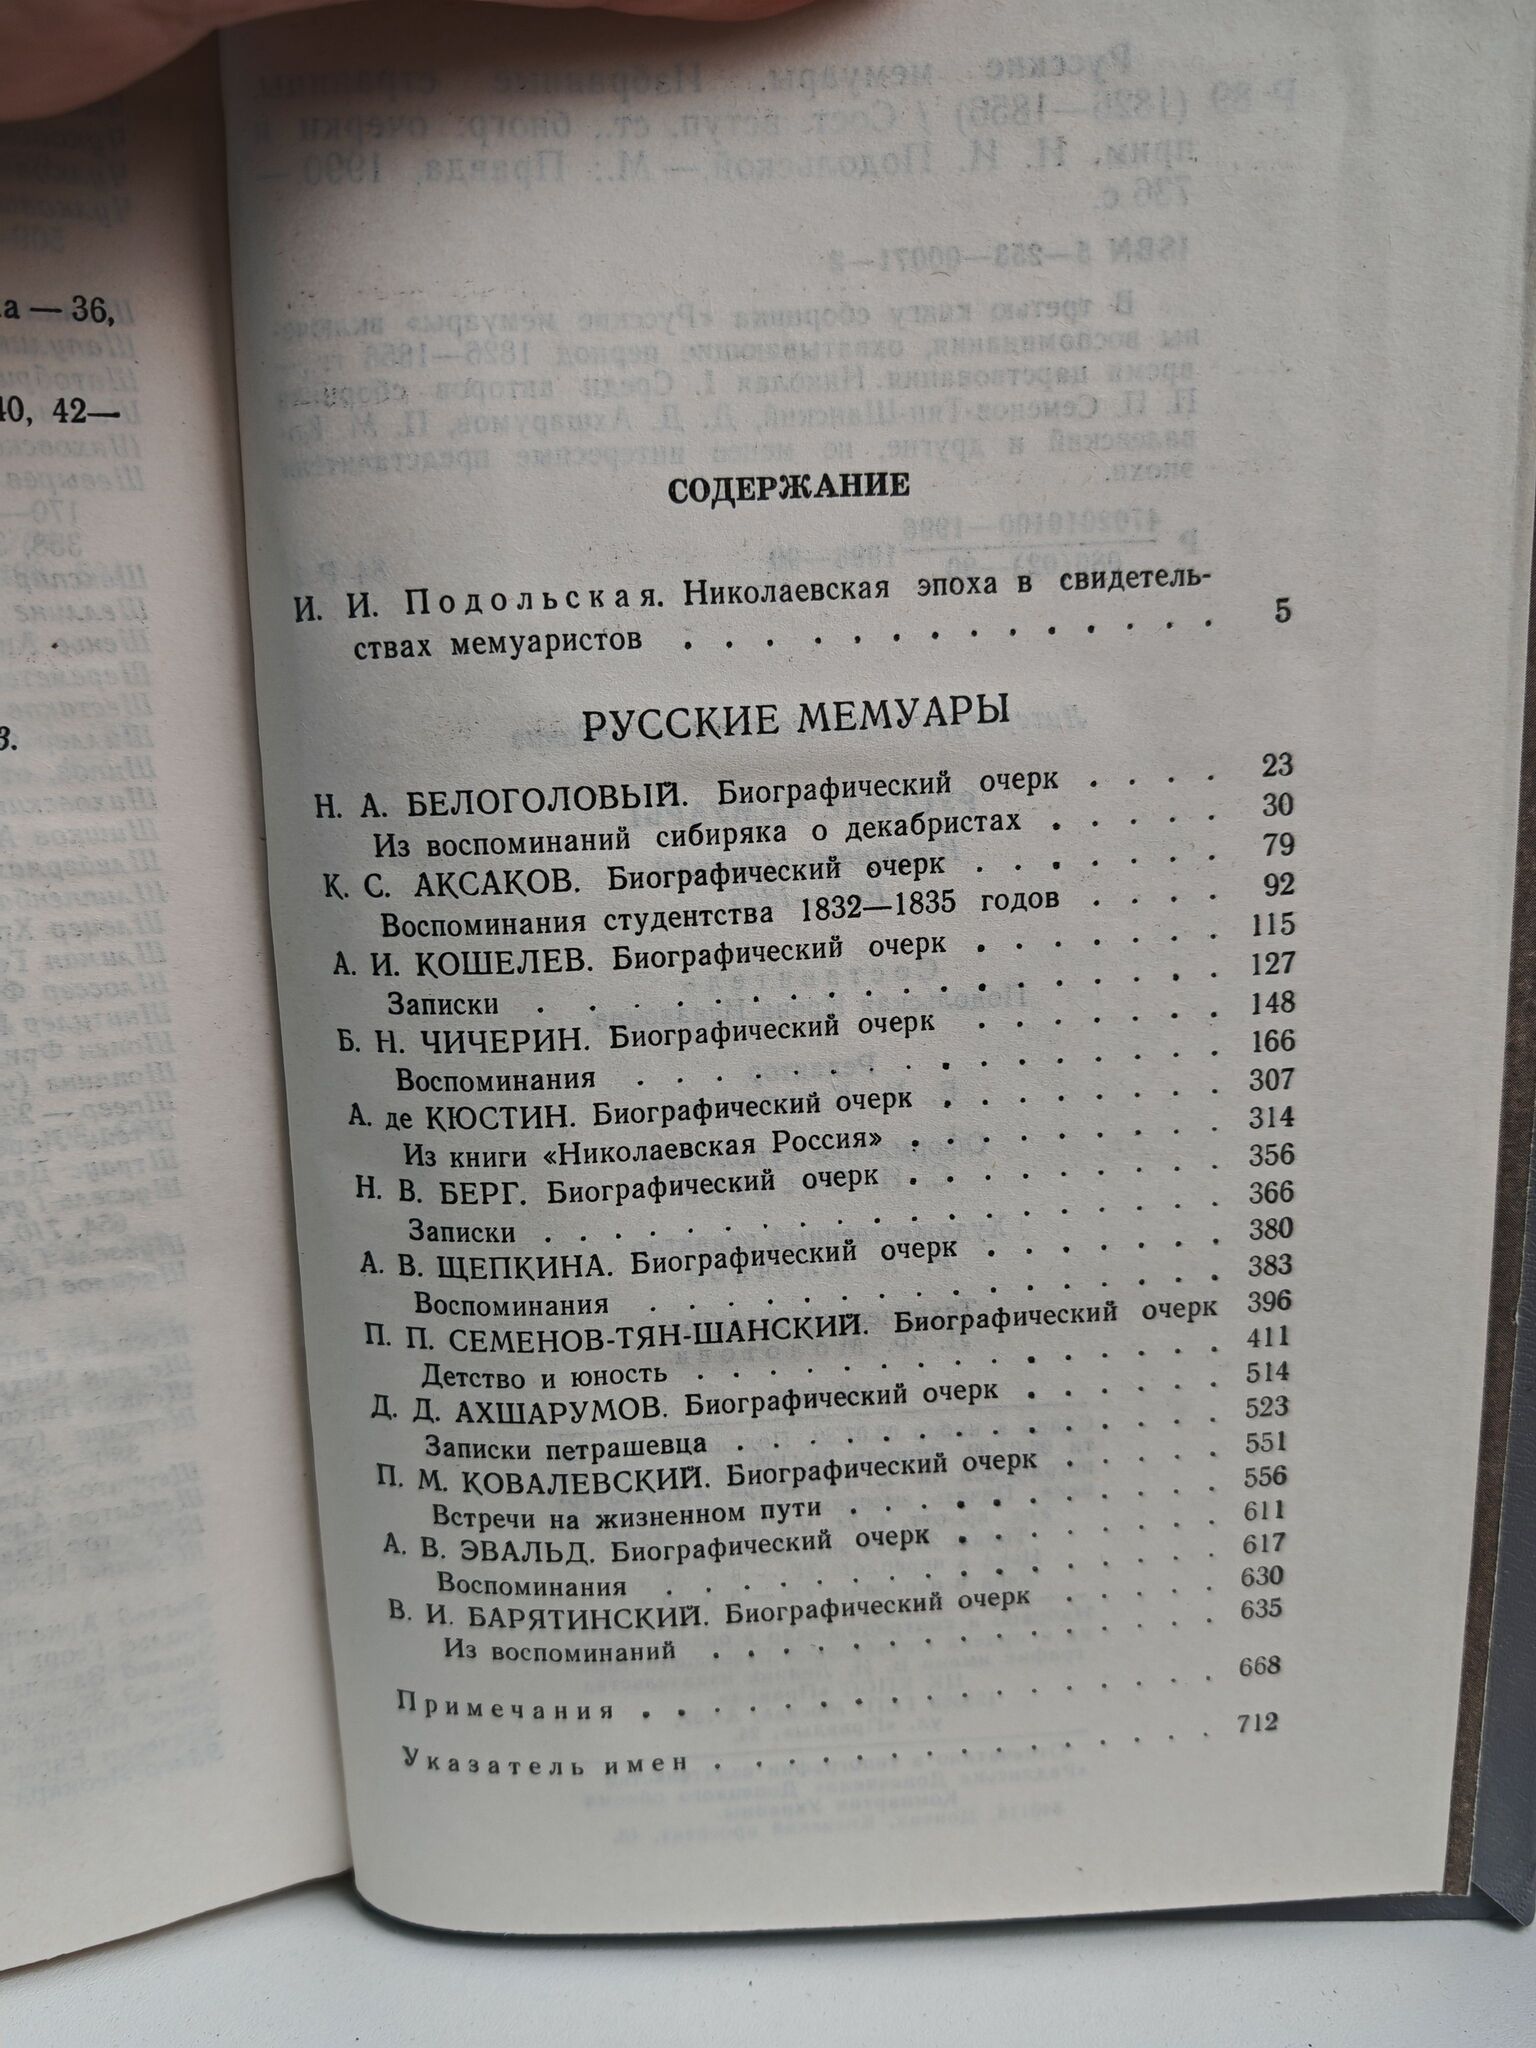 а — 36,
40, 42—
3.
СОДЕРЖАНИЕ
И. И. Подольская. Николаевская эпоха в свидетель-
ствах мемуаристов . . . . . . . . . . . . . . 5
РУССКИЕ МЕМУАРЫ
Н. А. БЕЛОГОЛОВЫЙ. Биографический очерк . . . . 23
Из воспоминаний сибиряка о декабристах . . . . . 30
К. С. АКСАКОВ. Биографический очерк . . . . . . . 79
Воспоминания студентства 1832—1835 годов . . . . 92
А. И. КОШЕЛЕВ. Биографический очерк . . . . . . . 115
Записки . . . . . . . . . . . . . . . . . . 127
Б. Н. ЧИЧЕРИН. Биографический очерк . . . . . . . 148
Воспоминания . . . . . . . . . . . . . . . . 166
А. де КЮСТИН. Биографический очерк . . . . . . . . 307
Из книги «Николаевская Россия» . . . . . . . . . 314
Н. В. БЕРГ. Биографический очерк . . . . . . . . . 356
Записки . . . . . . . . . . . . . . . . . . 366
А. В. ЩЕПКИНА. Биографический очерк . . . . . . . 380
Воспоминания . . . . . . . . . . . . . . . . 383
П. П. СЕМЕНОВ-ТЯН-ШАНСКИЙ. Биографический очерк 396
Детство и юность . . . . . . . . . . . . . . 411
Д. Д. АХШАРУМОВ. Биографический очерк . . . . . . 514
Записки петрашевца . . . . . . . . . . . . . 523
П. М. КОВАЛЕВСКИЙ. Биографический очерк . . . . . 551
Встречи на жизненном пути . . . . . . . . . . 556
А. В. ЭВАЛЬД. Биографический очерк . . . . . . . . 611
Воспоминания . . . . . . . . . . . . . . . . 617
В. И. БАРЯТИНСКИЙ. Биографический очерк . . . . . 630
Из воспоминаний . . . . . . . . . . . . . . 635
Примечания . . . . . . . . . . . . . . . . 668
Указатель имен . . . . . . . . . . . . . . 712